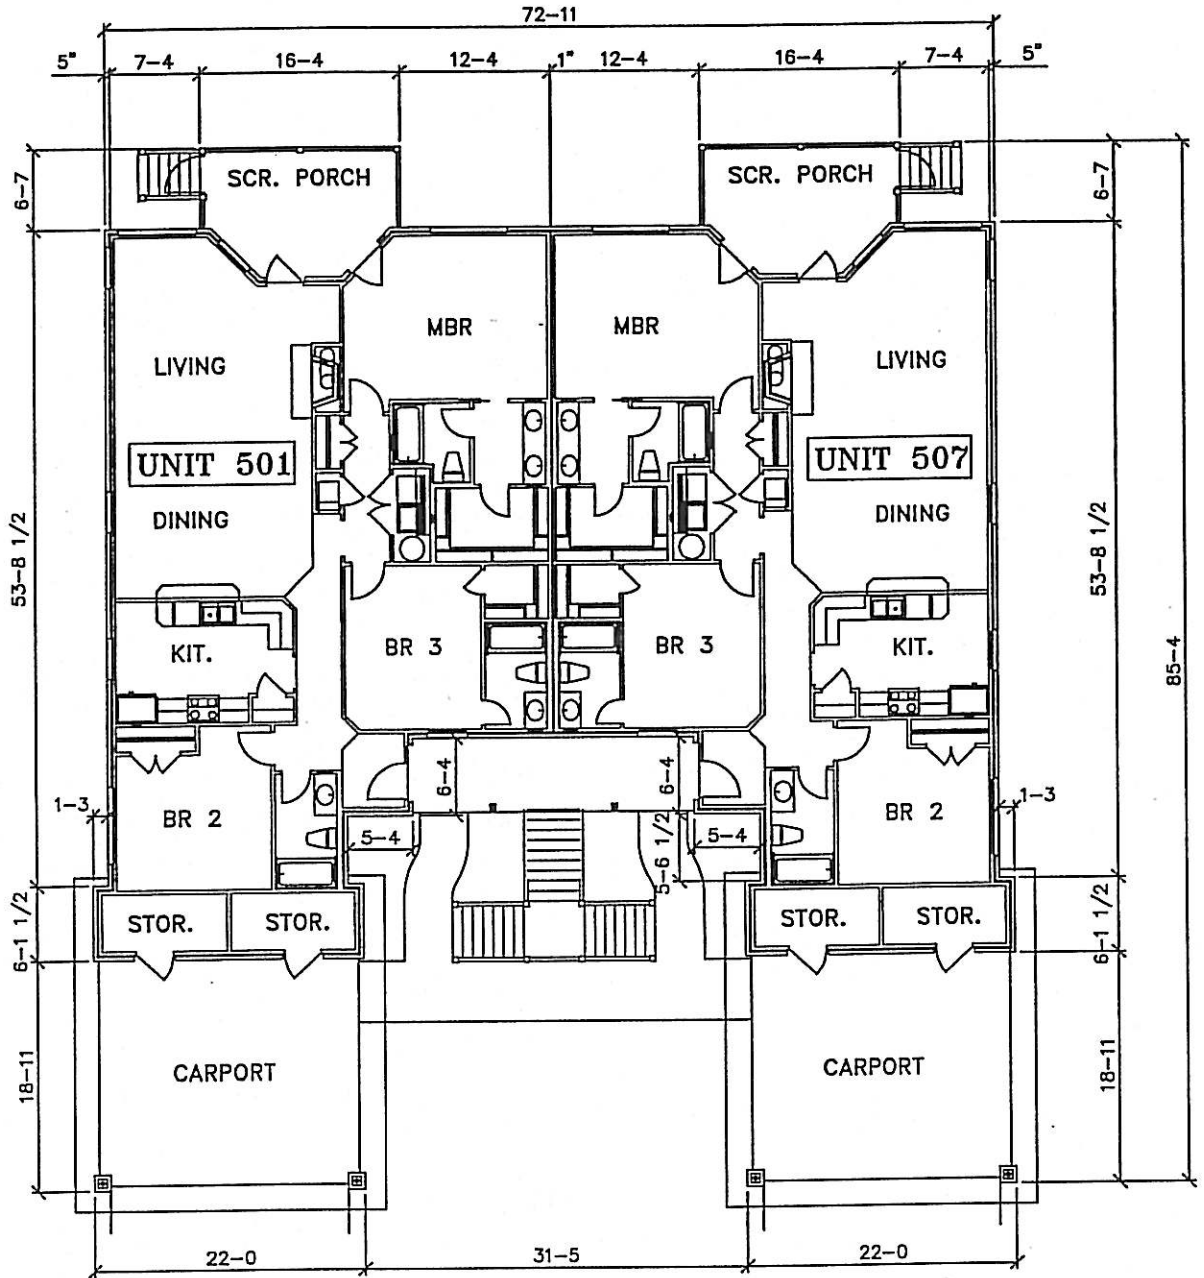 72-11
5" 7-4 16-4 12-4 1" 12-4 16-4 7-4 5"
6-7 SCR. PORCH SCR. PORCH 6-7
MBR MBR
LIVING LIVING
UNIT 501 UNIT 507
DINING DINING
53-8 1/2 53-8 1/2
KIT. BR 3 BR 3 KIT.
85-4
6-4 6-4
1-3 1-3
BR 2 5-4 5-6 1/2 5-4 BR 2
6-1 1/2 STOR. STOR. STOR. STOR. 6-1 1/2
18-11 CARPORT CARPORT 18-11
22-0 31-5 22-0